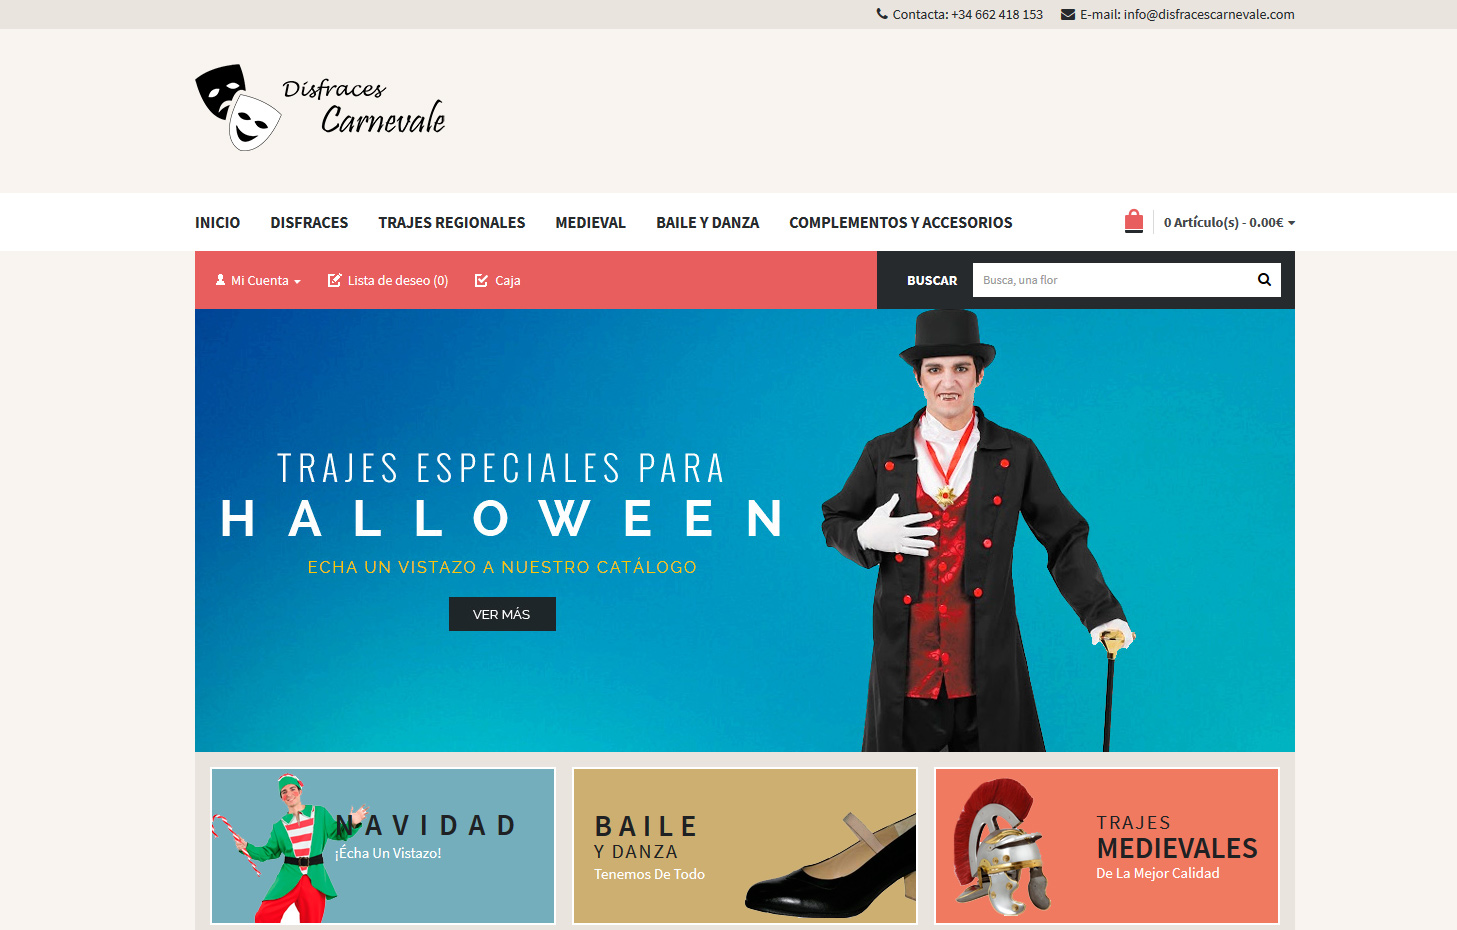 Contacta: +34 662 418 153 E-mail: info@disfracescarnevale.com
Disfraces
Carnevale
INICIO DISFRACES TRAJES REGIONALES MEDIEVAL BAILE Y DANZA COMPLEMENTOS Y ACCESORIOS 0 Artículo(s) - 0.00€
Mi Cuenta Lista de deseo (0) Caja BUSCAR Busca, una flor
TRAJES ESPECIALES PARA
HALLOWEEN
ECHA UN VISTAZO A NUESTRO CATÁLOGO
VER MÁS
NAVIDAD
¡Écha Un Vistazo!
BAILE
Y DANZA
Tenemos De Todo
TRAJES
MEDIEVALES
De La Mejor Calidad